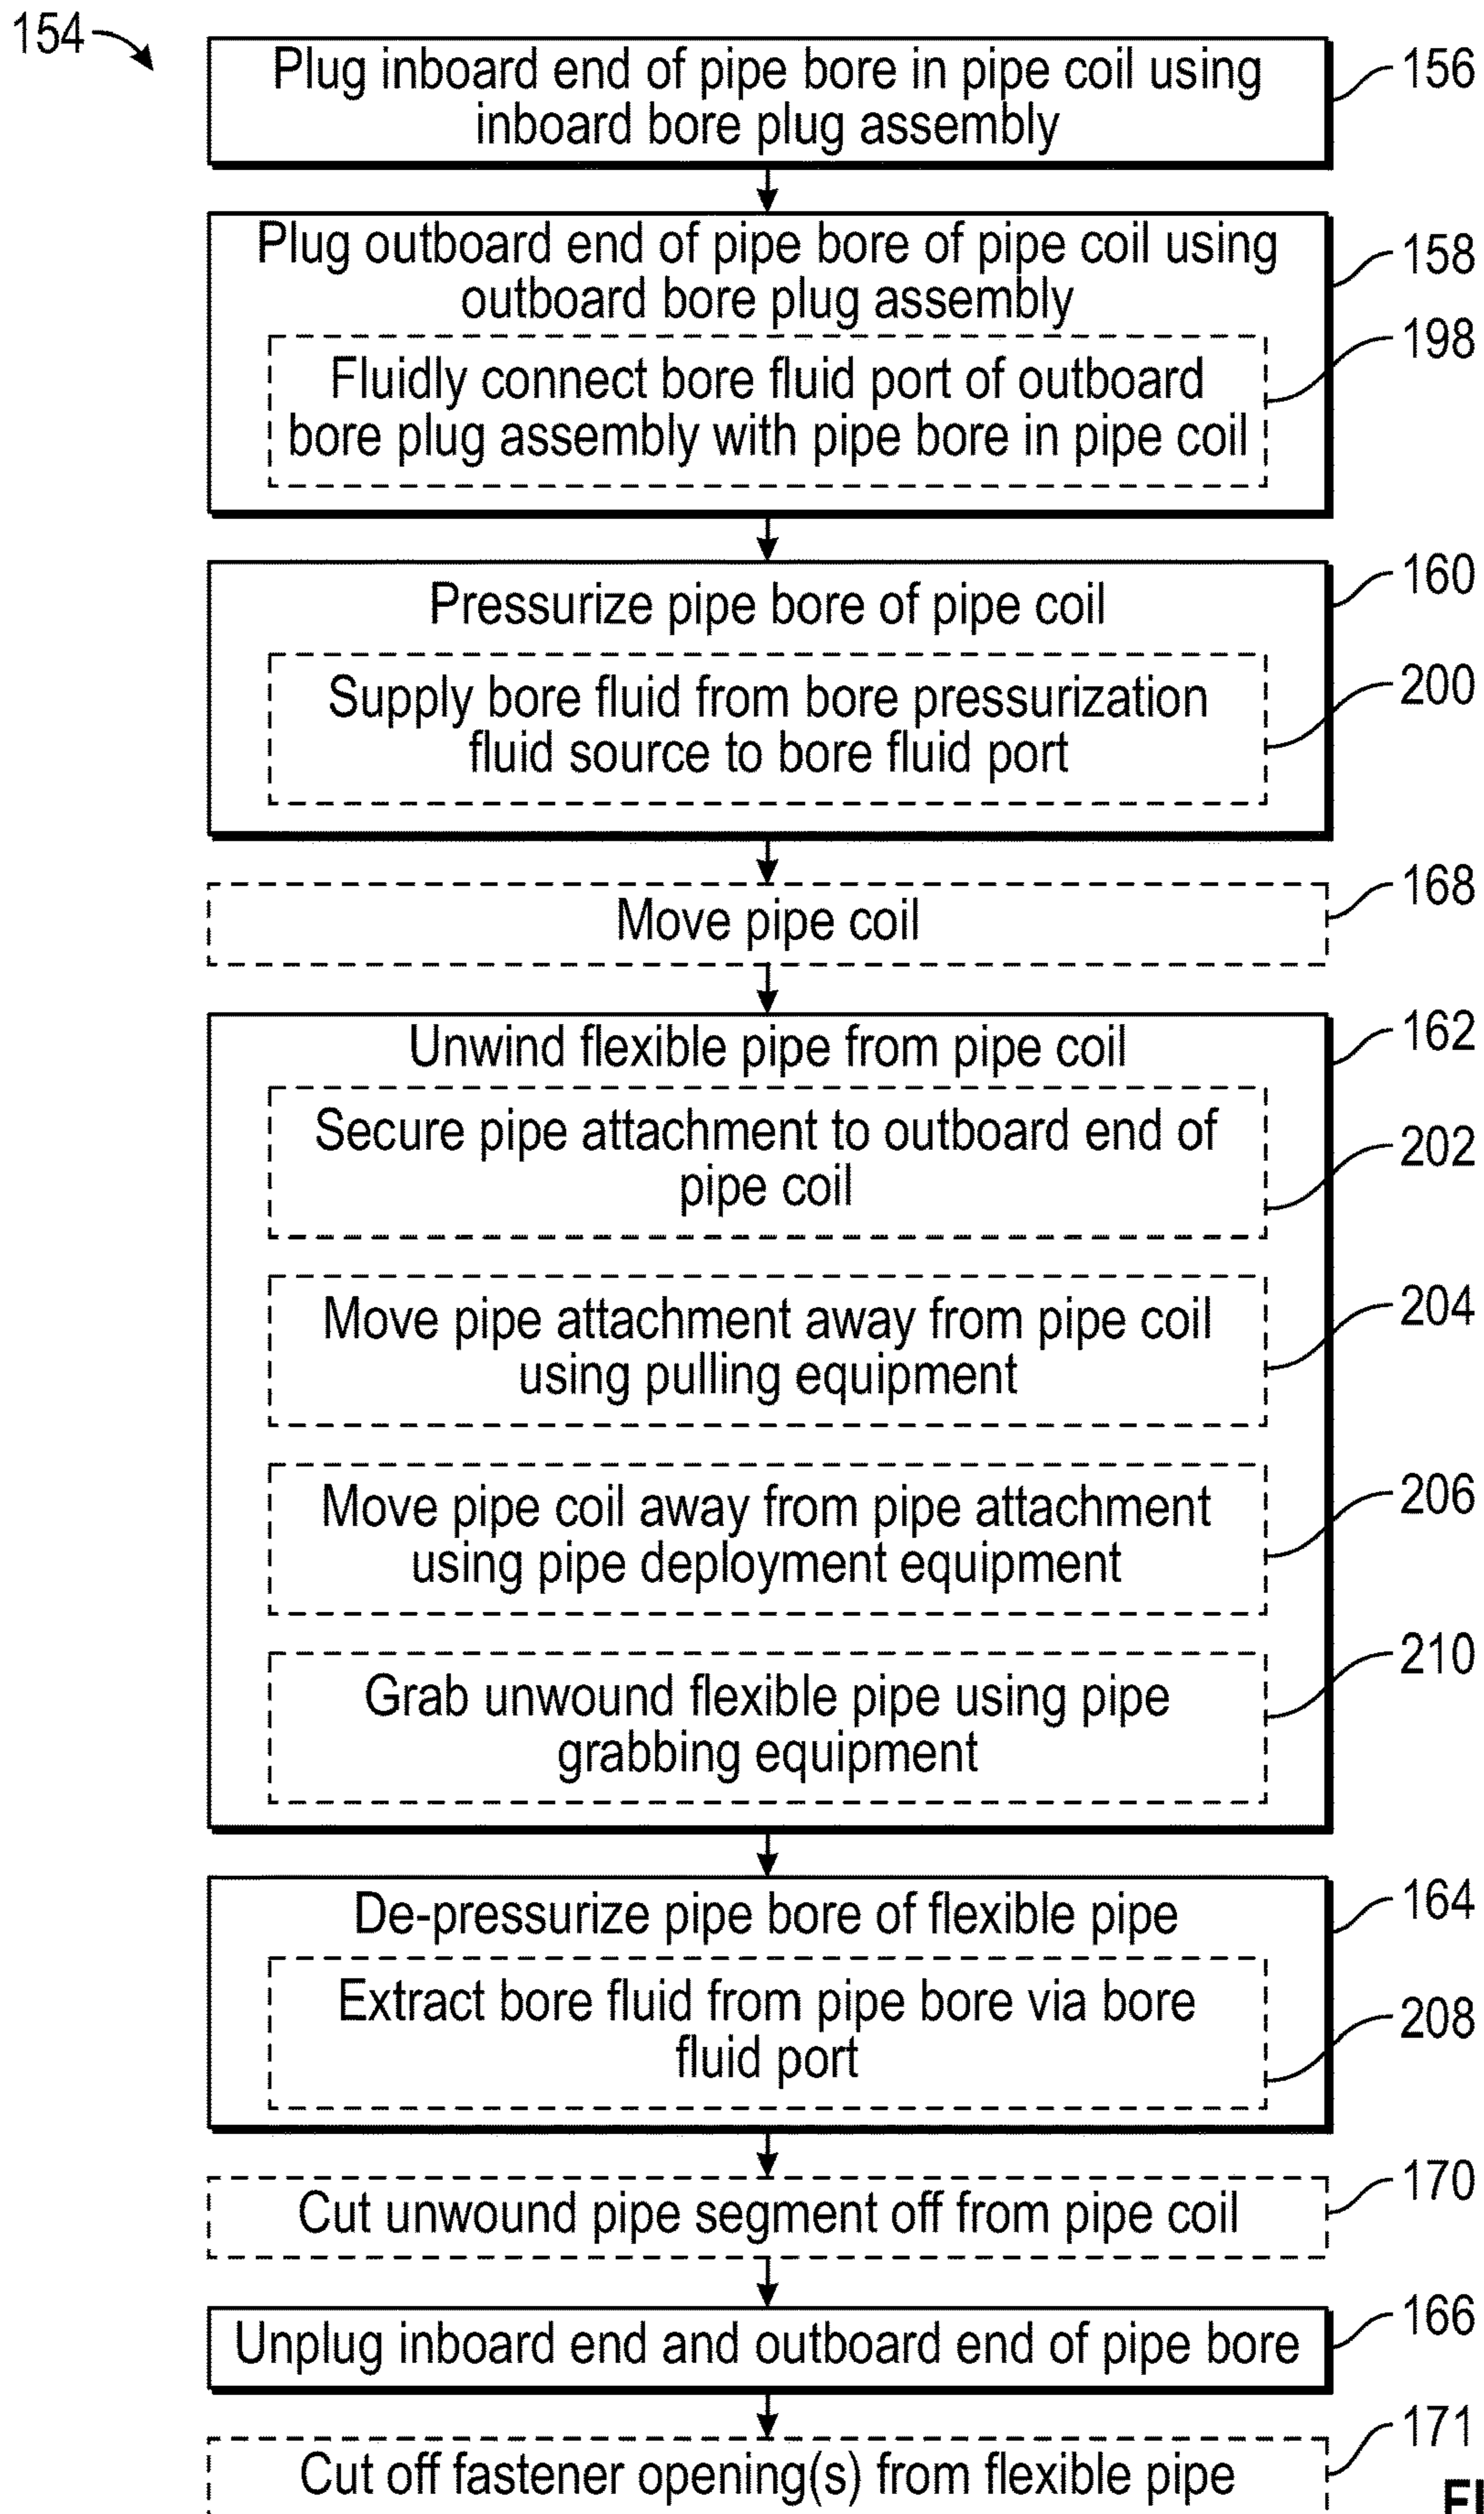 154
Plug inboard end of pipe bore in pipe coil using
inboard bore plug assembly
156
Plug outboard end of pipe bore of pipe coil using
outboard bore plug assembly
158
Fluidly connect bore fluid port of outboard
bore plug assembly with pipe bore in pipe coil
198
Pressurize pipe bore of pipe coil
160
Supply bore fluid from bore pressurization
fluid source to bore fluid port
200
Move pipe coil
168
Unwind flexible pipe from pipe coil
162
Secure pipe attachment to outboard end of
pipe coil
202
Move pipe attachment away from pipe coil
using pulling equipment
204
Move pipe coil away from pipe attachment
using pipe deployment equipment
206
Grab unwound flexible pipe using pipe
grabbing equipment
210
De-pressurize pipe bore of flexible pipe
164
Extract bore fluid from pipe bore via bore
fluid port
208
Cut unwound pipe segment off from pipe coil
170
Unplug inboard end and outboard end of pipe bore
166
Cut off fastener opening(s) from flexible pipe
171